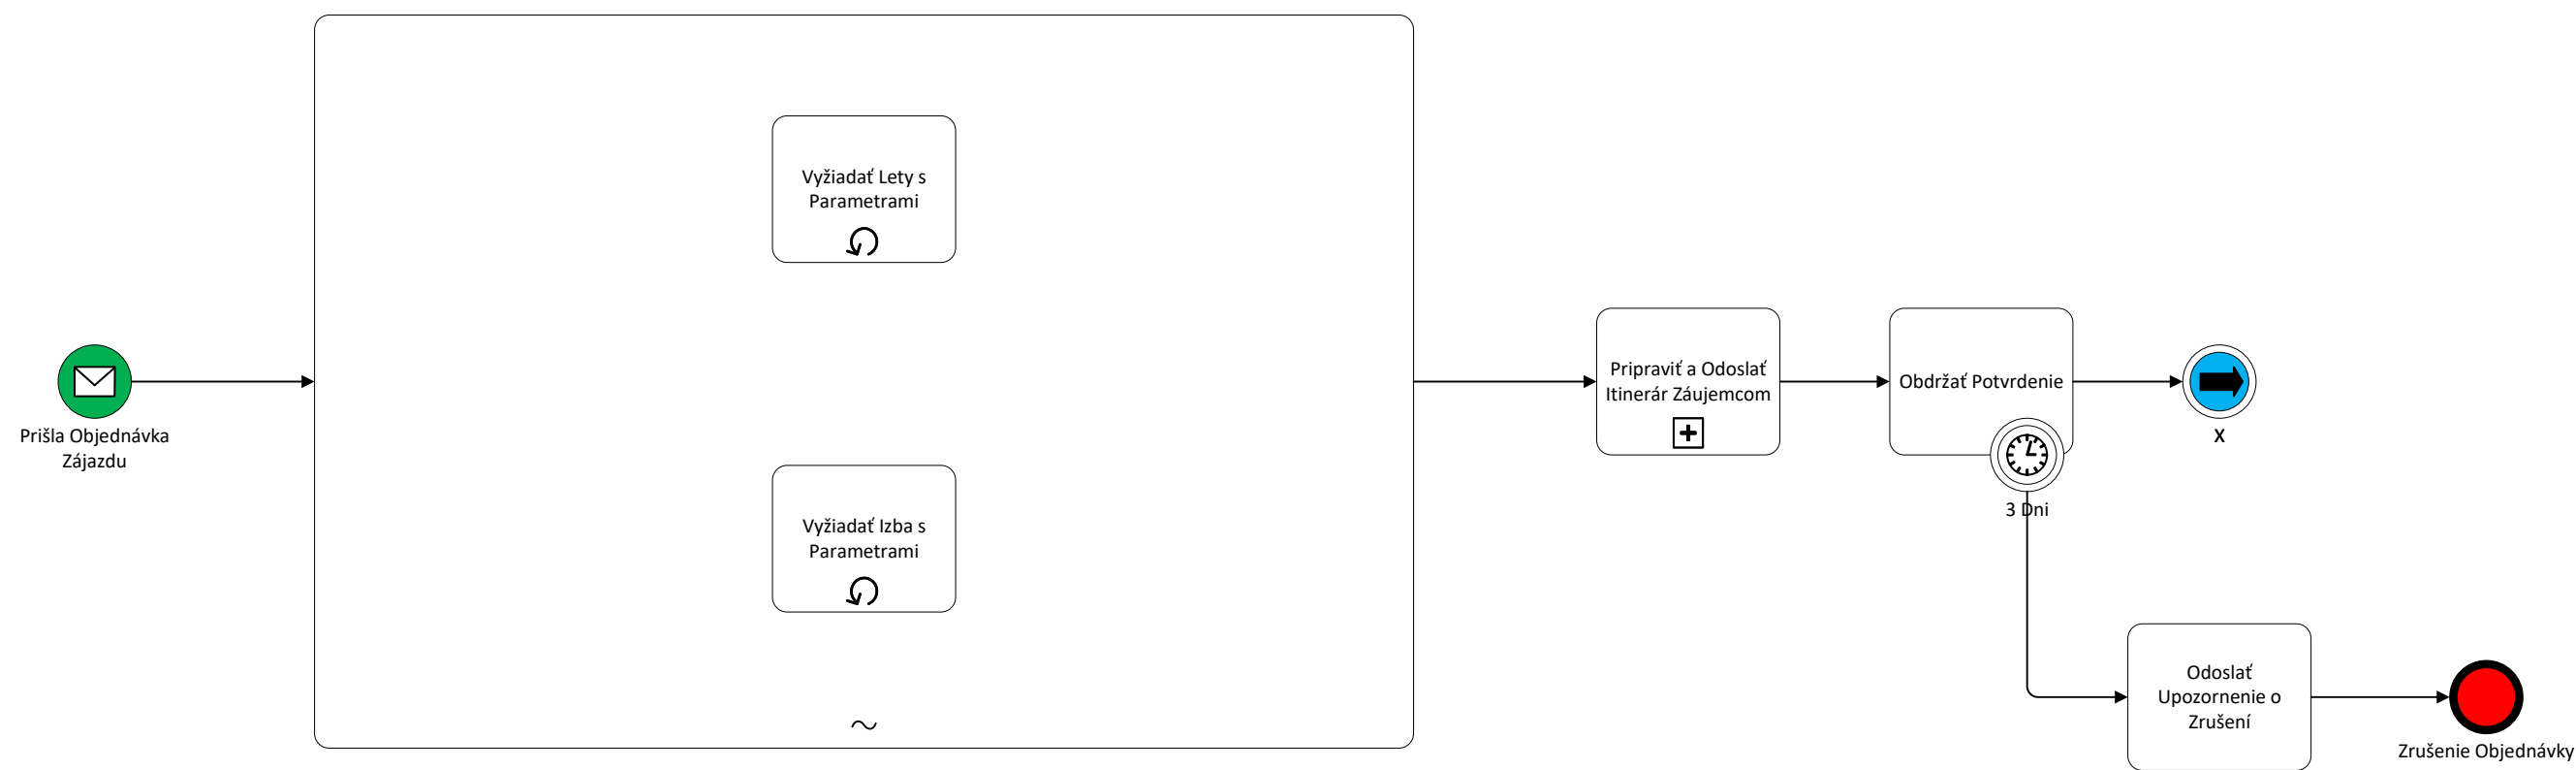 Prišla Objednávka
Zájazdu
Vyžiadať Lety s
Parametrami
Vyžiadať Izba s
Parametrami
Pripraviť a Odoslať
Itinerár Záujemcom
Obdržať Potvrdenie
3 Dni
X
Odoslať
Upozornenie o
Zrušení
Zrušenie Objednávky